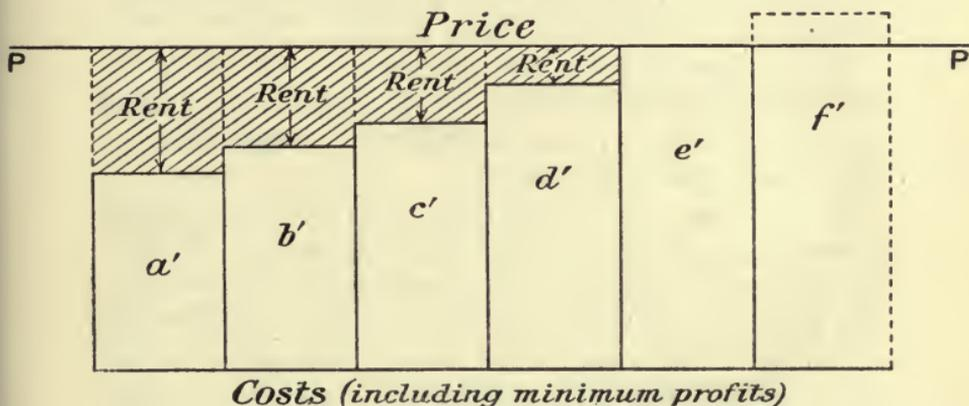 Price
P P
Rent Rent Rent Rent
a' b' c' d' e' f'
Costs (including minimum profits)